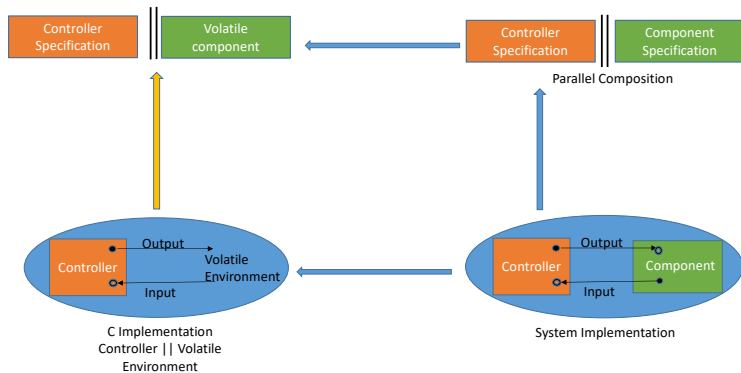 Controller
Specification
||
Volatile
component
Controller
Specification
||
Component
Specification
Parallel Composition
Output
Controller
Volatile
Environment
Input
C Implementation
Controller || Volatile
Environment
Output
Controller
Component
Input
System Implementation